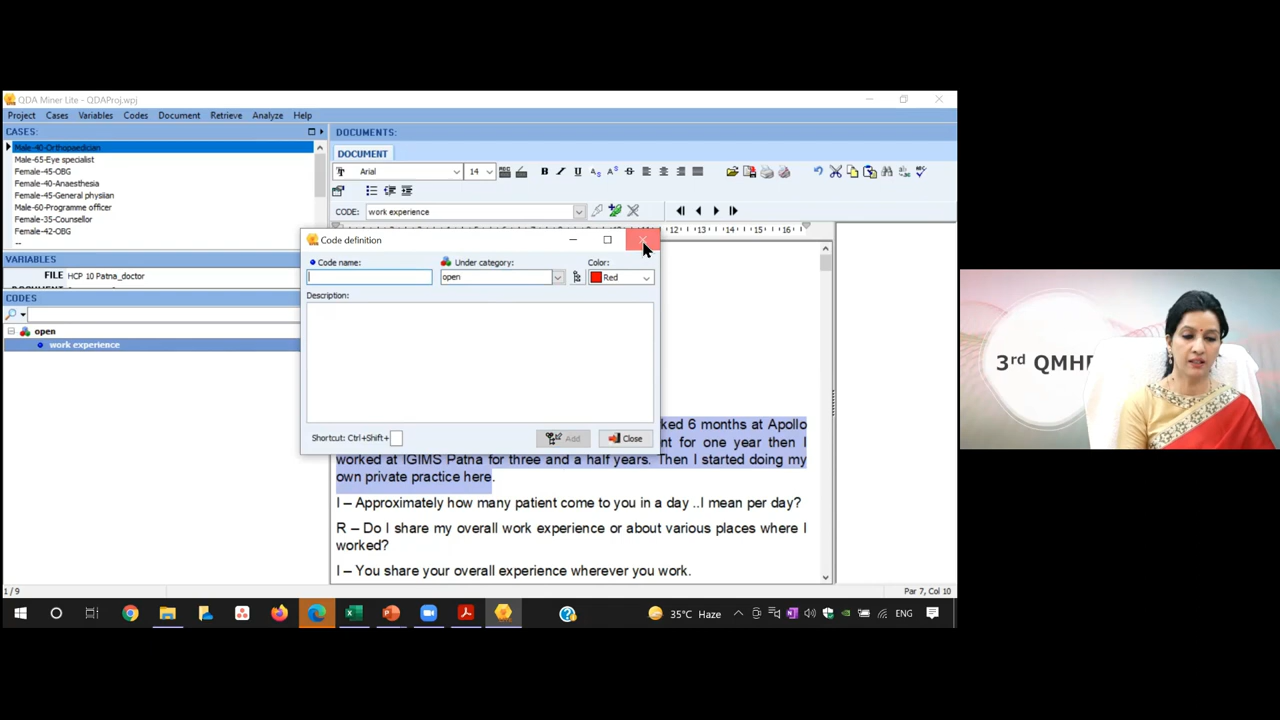 QDA Miner Lite - QDAProj.wpj
Project Cases Variables Codes Document Retrieve Analyze Help
CASES:
Male-40-Orthopaedician
Male-65-Eye specialist
Female-45-OBG
Female-40-Anaesthesia
Female-45-General physiian
Male-60-Programme officer
Female-35-Counsellor
Female-42-OBG
--
VARIABLES
FILE HCP 10 Patna_doctor
CODES
open
work experience
DOCUMENTS:
DOCUMENT
Arial 14
CODE: work experience
12 13 14 15 16
Code definition
Code name: Under category: Color:
open Red
Description:
Shortcut: Ctrl+Shift+ Add Close
ked 6 months at Apollo
nt for one year then I
worked at IGIMS Patna for three and a half years. Then I started doing my
own private practice here.
I – Approximately how many patient come to you in a day ..I mean per day?
R – Do I share my overall work experience or about various places where I
worked?
I – You share your overall experience wherever you work.
1 / 9 Par 7, Col 10
35°C Haze ENG
3rd QMHR